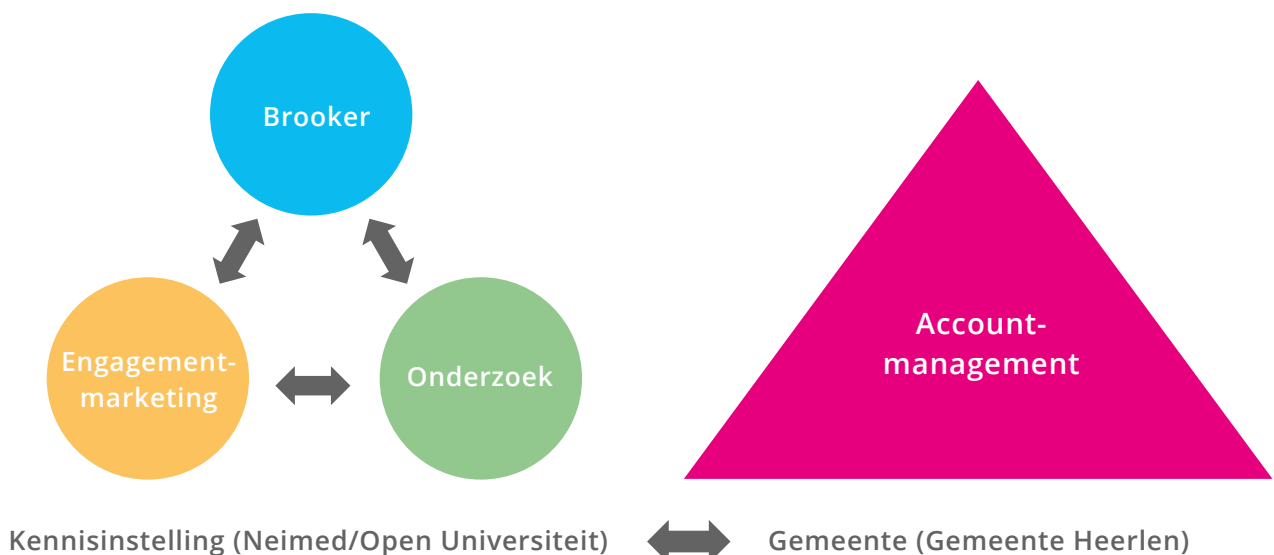 Brooker
Engagement-
marketing
Onderzoek
Account-
management
Kennisinstelling (Neimed/Open Universiteit)
Gemeente (Gemeente Heerlen)